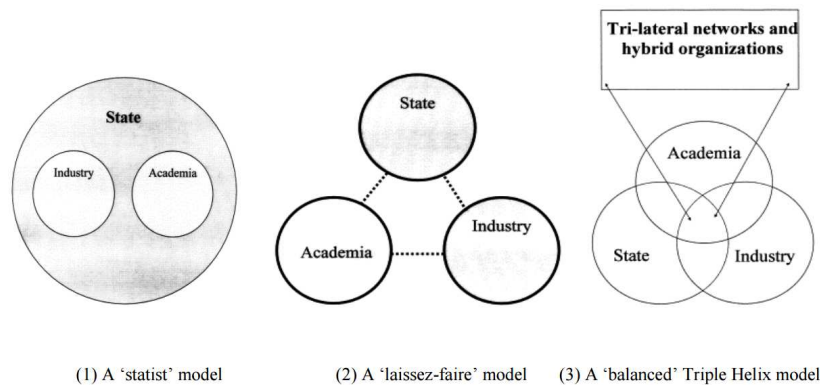 State
Industry
Academia
(1) A ‘statist’ model
State
Academia
Industry
(2) A ‘laissez-faire’ model
Tri-lateral networks and
hybrid organizations
Academia
State
Industry
(3) A ‘balanced’ Triple Helix model